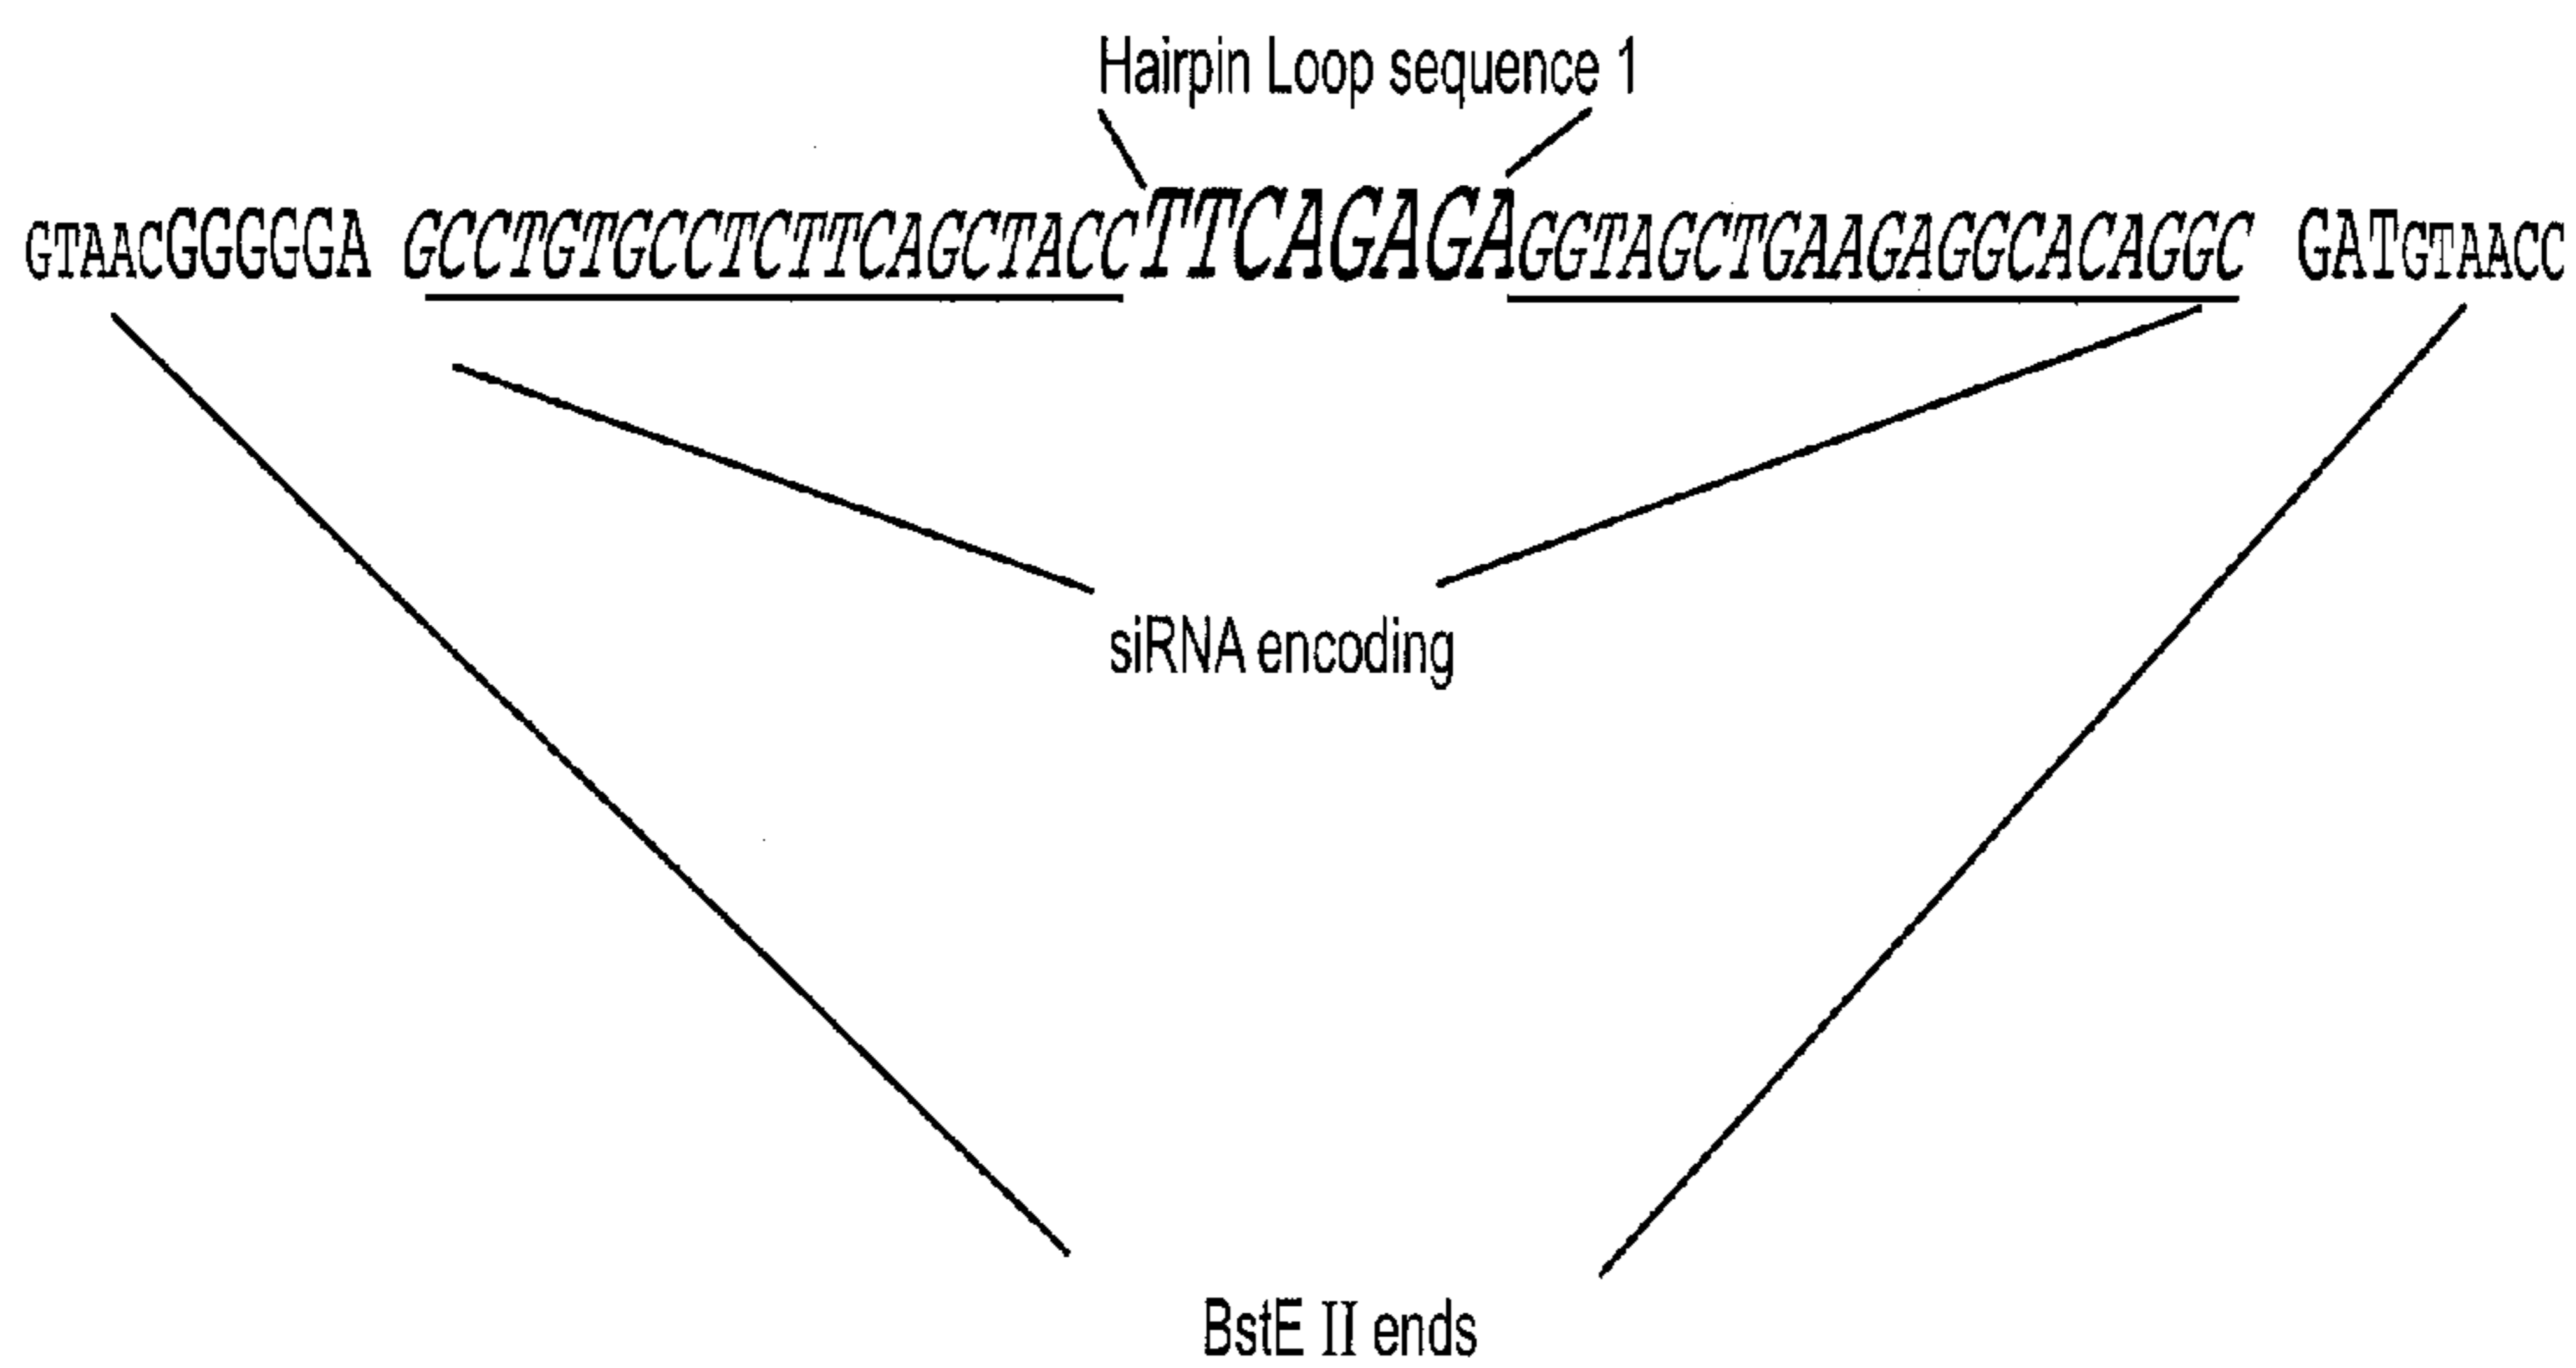 Hairpin Loop sequence 1
GTAACGGGGGA GCCTGTGCCTCTTCAGCTACCTTCAGAGAGGTAGCTGAAGAGGCACAGGC GATGTAACC
siRNA encoding
BstE II ends